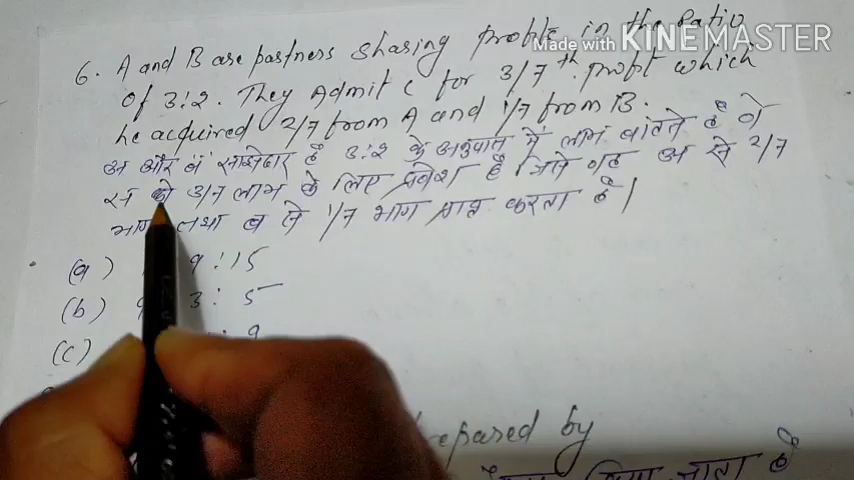 Made with KINEMASTER
6. A and B are partners sharing profit in the Ratio
of 3:2. They Admit C for 3/7th profit which
he acquired 2/7 from A and 1/7 from B.
अ और ब साझेदार है 3:2 के अनुपात में लाभ बांटते है वे
स को 3/7 लाभ के लिए प्रवेश है जिसे वह अ से 2/7
भाग तथा ब से 1/7 भाग प्राप्त करता है।
(a) 9:15
(b) 3:5
(c) 9
prepared by
जाता है